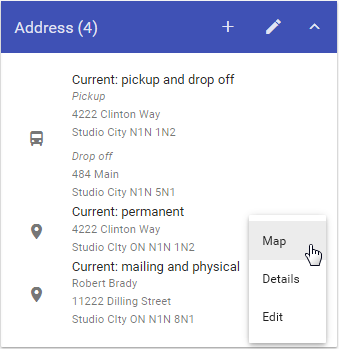 Address (4)
Current: pickup and drop off
Pickup
4222 Clinton Way
Studio City N1N 1N2
Drop off
484 Main
Studio City N1N 5N1
Current: permanent
4222 Clinton Way
Studio City ON N1N 1N2
Current: mailing and physical
Robert Brady
11222 Dilling Street
Studio CIty ON N1N 8N1
Map
Details
Edit